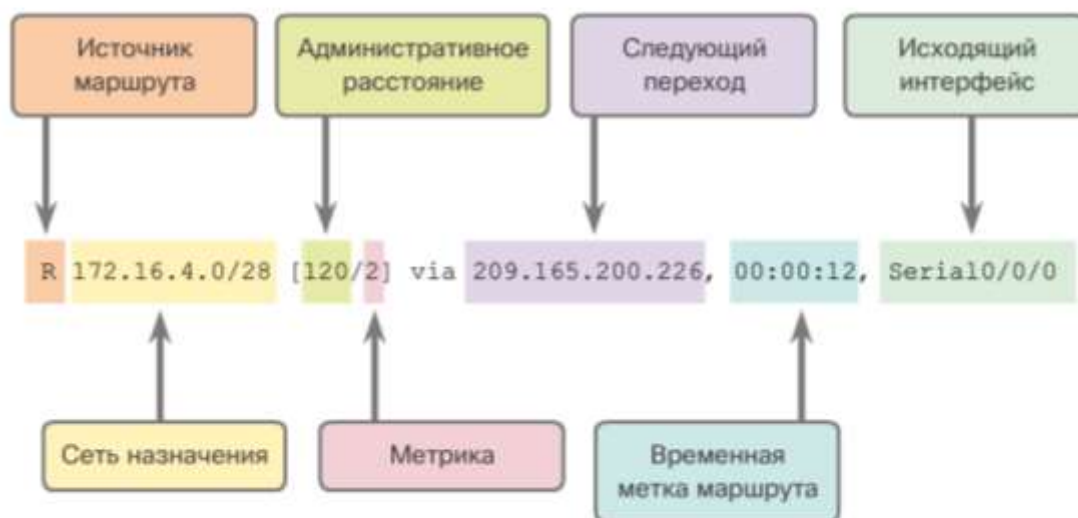 Источник
маршрута
Административное
расстояние
Следующий
переход
Исходящий
интерфейс
R 172.16.4.0/28 [120/2] via 209.165.200.226, 00:00:12, Serial0/0/0
Сеть назначения
Метрика
Временная
метка маршрута